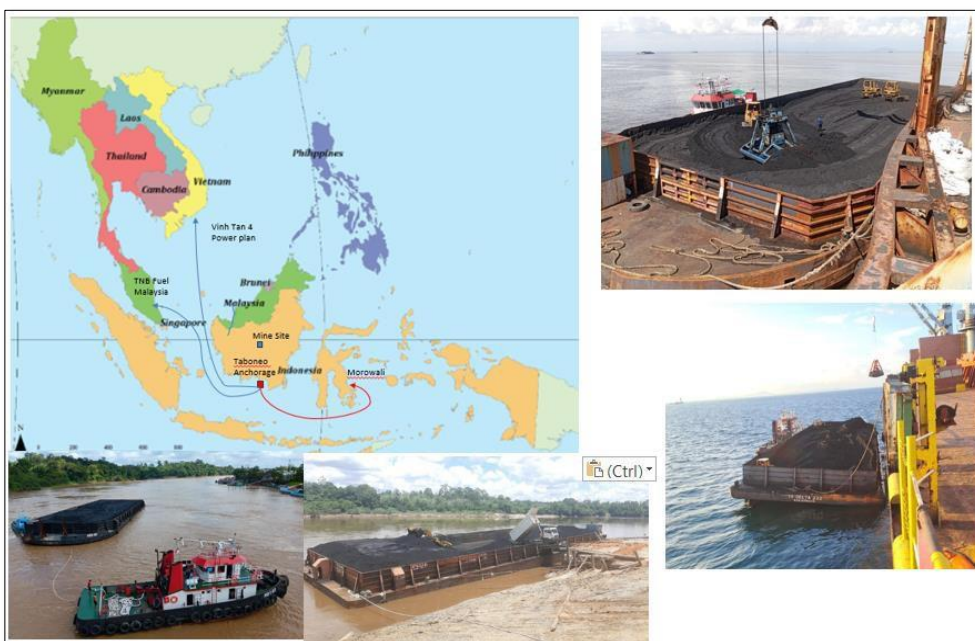 Myanmar
Laos
Thailand
Cambodia
Vietnam
Philippines
Vinh Tan 4
Power plan
TNB Fuel
Malaysia
Brunei
Malaysia
Singapore
Mine Site
Taboneo
Anchorage
Indonesia
Morowali
N
(Ctrl)